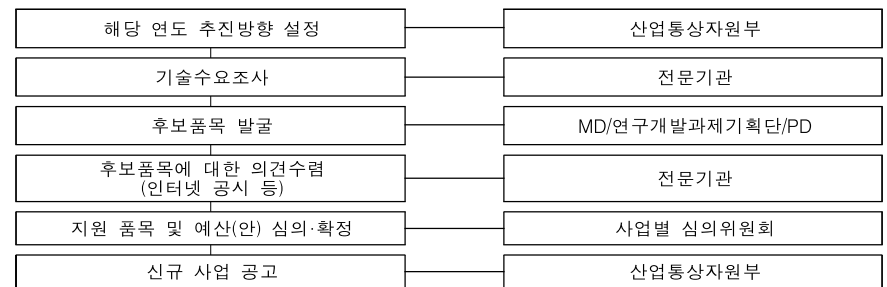 해당 연도 추진방향 설정
산업통상자원부
기술수요조사
전문기관
후보품목 발굴
MD/연구개발과제기획단/PD
후보품목에 대한 의견수렴
(인터넷 공시 등)
전문기관
지원 품목 및 예산(안) 심의·확정
사업별 심의위원회
신규 사업 공고
산업통상자원부